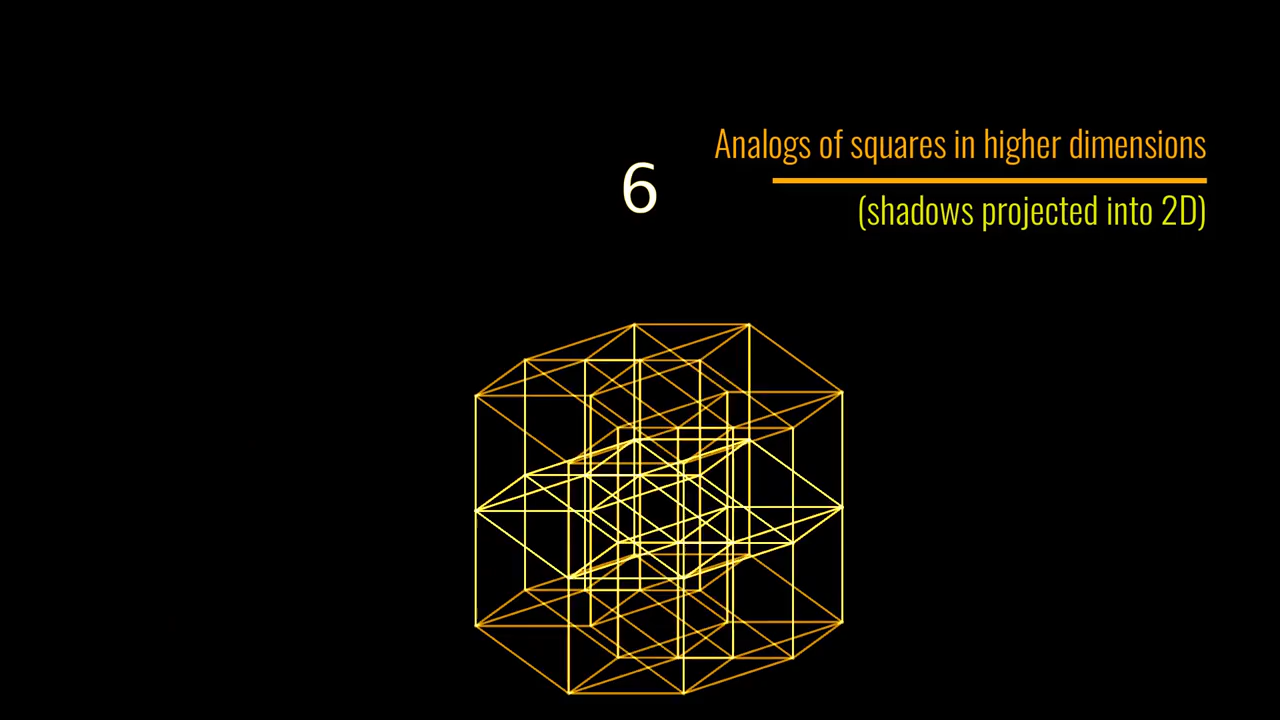 Analogs of squares in higher dimensions
6
(shadows projected into 2D)